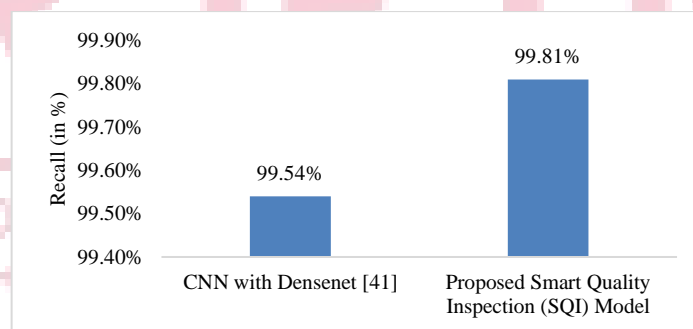 99.90%
99.80%
99.70%
99.60%
99.50%
99.40%
Recall (in %)
99.54%
99.81%
CNN with Densenet [41]
Proposed Smart Quality
Inspection (SQI) Model